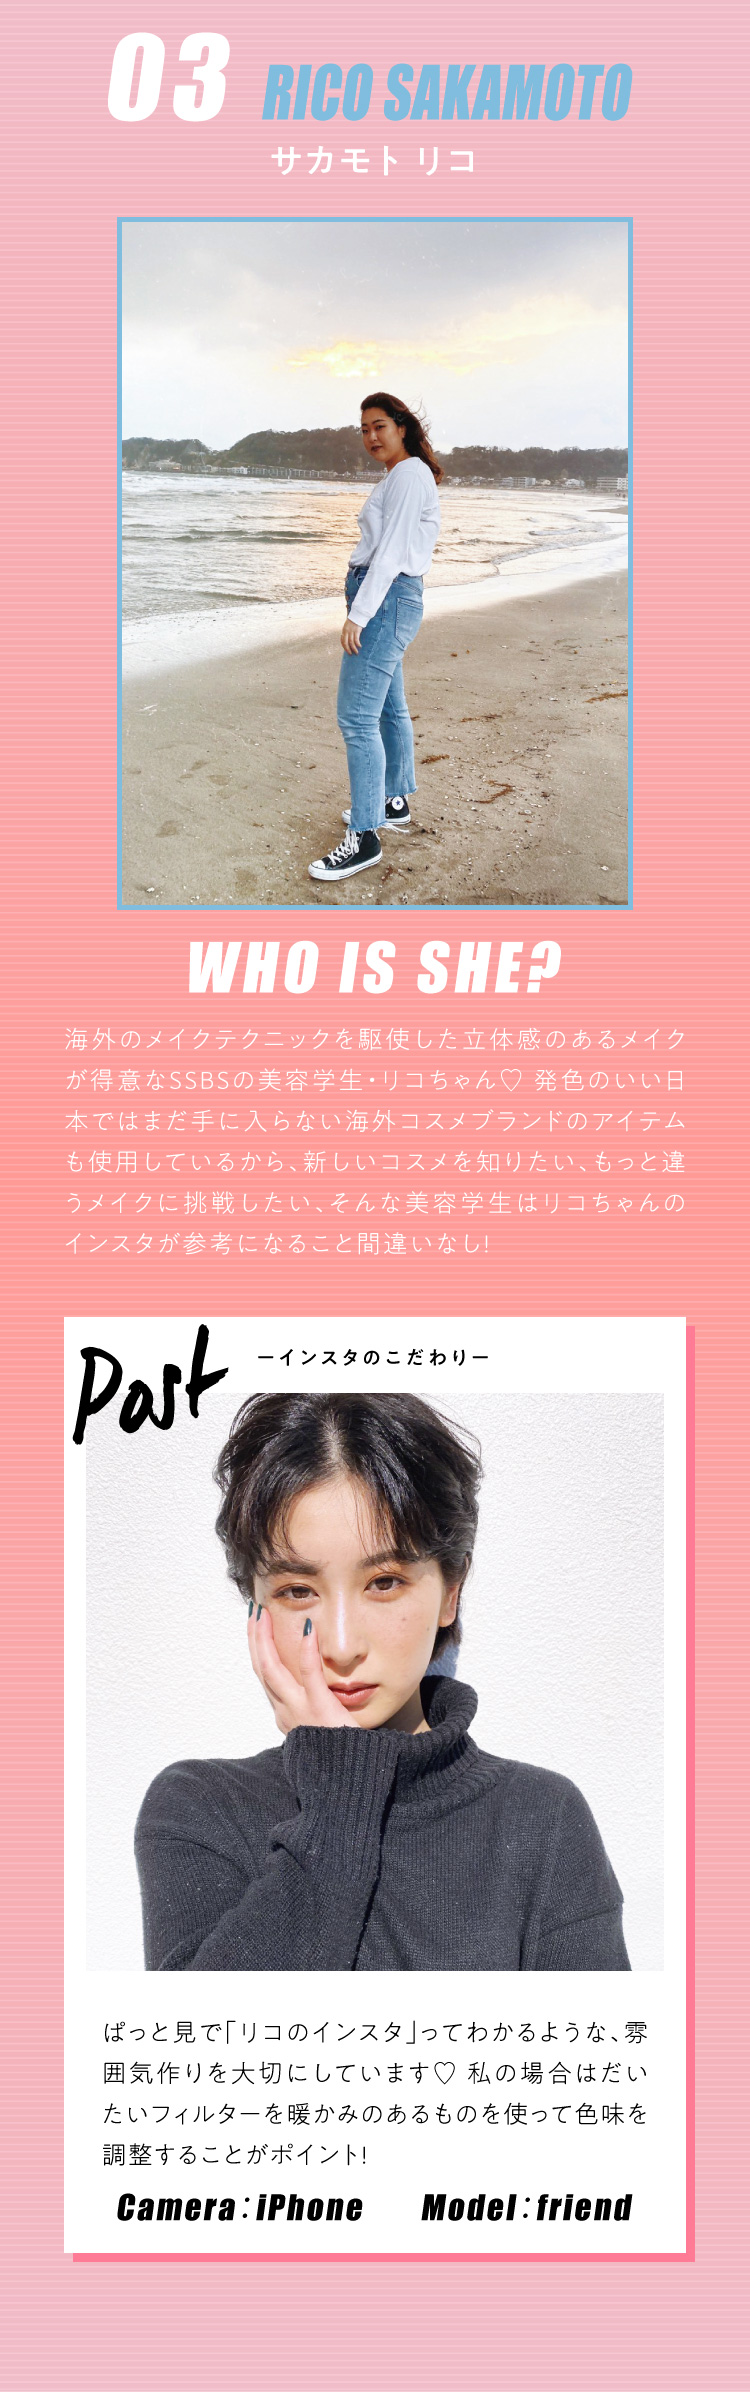 03 RICO SAKAMOTO
サカモト リコ
WHO IS SHE?
海外のメイクテクニックを駆使した立体感のあるメイク
が得意なSSBSの美容学生・リコちゃん♡ 発色のいい日
本ではまだ手に入らない海外コスメブランドのアイテム
も使用しているから、新しいコスメを知りたい、もっと違
うメイクに挑戦したい、そんな美容学生はリコちゃんの
インスタが参考になること間違いなし!
Post
ーインスタのこだわりー
ぱっと見で「リコのインスタ」ってわかるような、雰
囲気作りを大切にしています♡ 私の場合はだい
たいフィルターを暖かみのあるものを使って色味を
調整することがポイント!
Camera：iPhone Model：friend